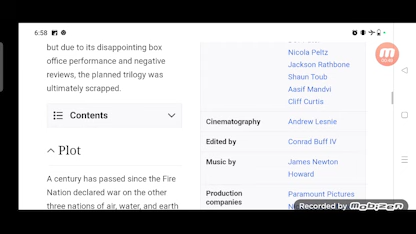 6:58
but due to its disappointing box
office performance and negative
reviews, the planned trilogy was
ultimately scrapped.
Contents
Plot
A century has passed since the Fire
Nation declared war on the other
three nations of air, water, and earth
Nicola Peltz
Jackson Rathbone
Shaun Toub
Aasif Mandvi
Cliff Curtis
Cinematography Andrew Lesnie
Edited by Conrad Buff IV
Music by James Newton
Howard
Production Paramount Pictures
companies
Recorded by Mobizen